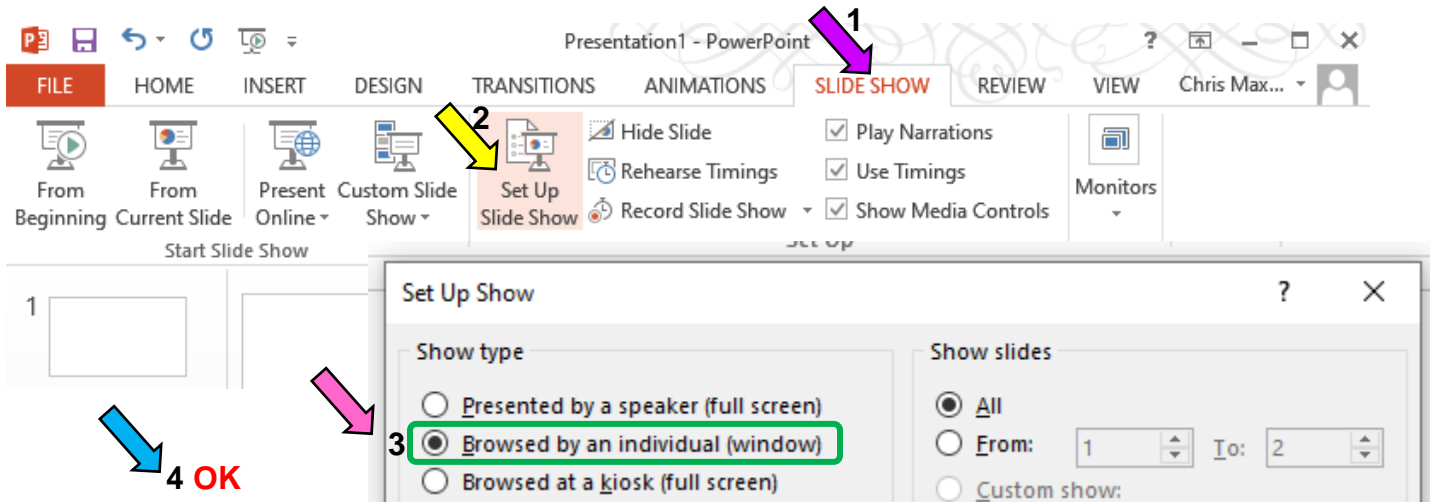 1
Presentation1 - PowerPoint
?
FILE HOME INSERT DESIGN TRANSITIONS ANIMATIONS SLIDE SHOW REVIEW VIEW Chris Max...
2
Hide Slide
Play Narrations
Rehearse Timings
Use Timings
From Beginning
From Current Slide
Present Online
Custom Slide Show
Set Up Slide Show
Record Slide Show
Show Media Controls
Monitors
Start Slide Show
Set Up
1
Set Up Show ?
Show type
Show slides
Presented by a speaker (full screen)
All
3 Browsed by an individual (window)
From: 1 To: 2
Browsed at a kiosk (full screen)
Custom show:
4 OK